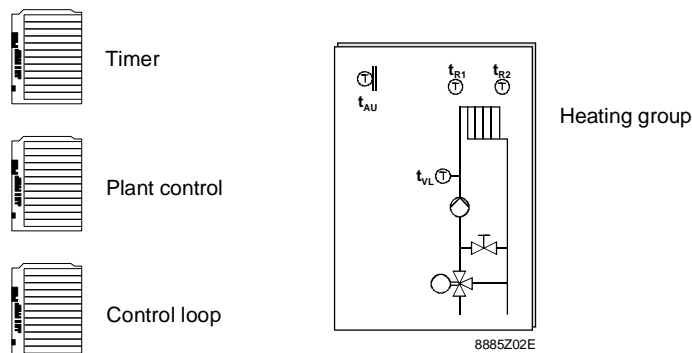 Timer
Plant control
Control loop
t_AU
t_R1 t_R2
T T T
t_VL T
Heating group
8885Z02E